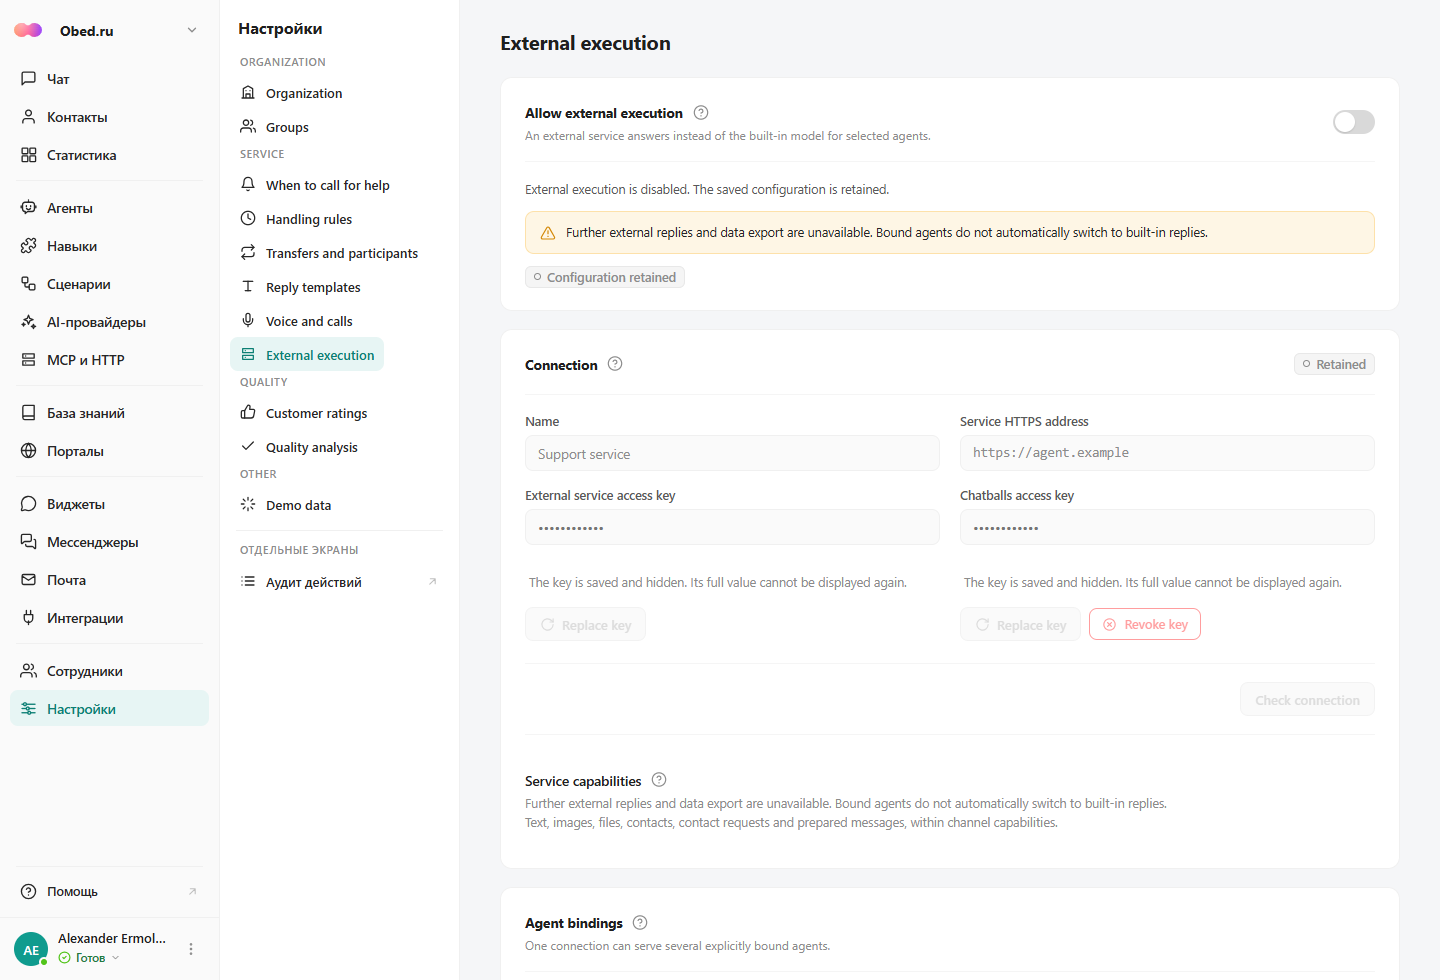 Obed.ru
Чат
Контакты
Статистика
Агенты
Навыки
Сценарии
AI-провайдеры
MCP и HTTP
База знаний
Порталы
Виджеты
Мессенджеры
Почта
Интеграции
Сотрудники
Настройки
Помощь
AE
Alexander Ermol...
Готов
Настройки
ORGANIZATION
Organization
Groups
SERVICE
When to call for help
Handling rules
Transfers and participants
Reply templates
Voice and calls
External execution
QUALITY
Customer ratings
Quality analysis
OTHER
Demo data
ОТДЕЛЬНЫЕ ЭКРАНЫ
Аудит действий
External execution
Allow external execution
An external service answers instead of the built-in model for selected agents.
External execution is disabled. The saved configuration is retained.
Further external replies and data export are unavailable. Bound agents do not automatically switch to built-in replies.
Configuration retained
Connection
Retained
Name
Service HTTPS address
Support service
https://agent.example
External service access key
Chatballs access key
••••••••••••
••••••••••••
The key is saved and hidden. Its full value cannot be displayed again.
The key is saved and hidden. Its full value cannot be displayed again.
Replace key
Replace key
Revoke key
Check connection
Service capabilities
Further external replies and data export are unavailable. Bound agents do not automatically switch to built-in replies.
Text, images, files, contacts, contact requests and prepared messages, within channel capabilities.
Agent bindings
One connection can serve several explicitly bound agents.